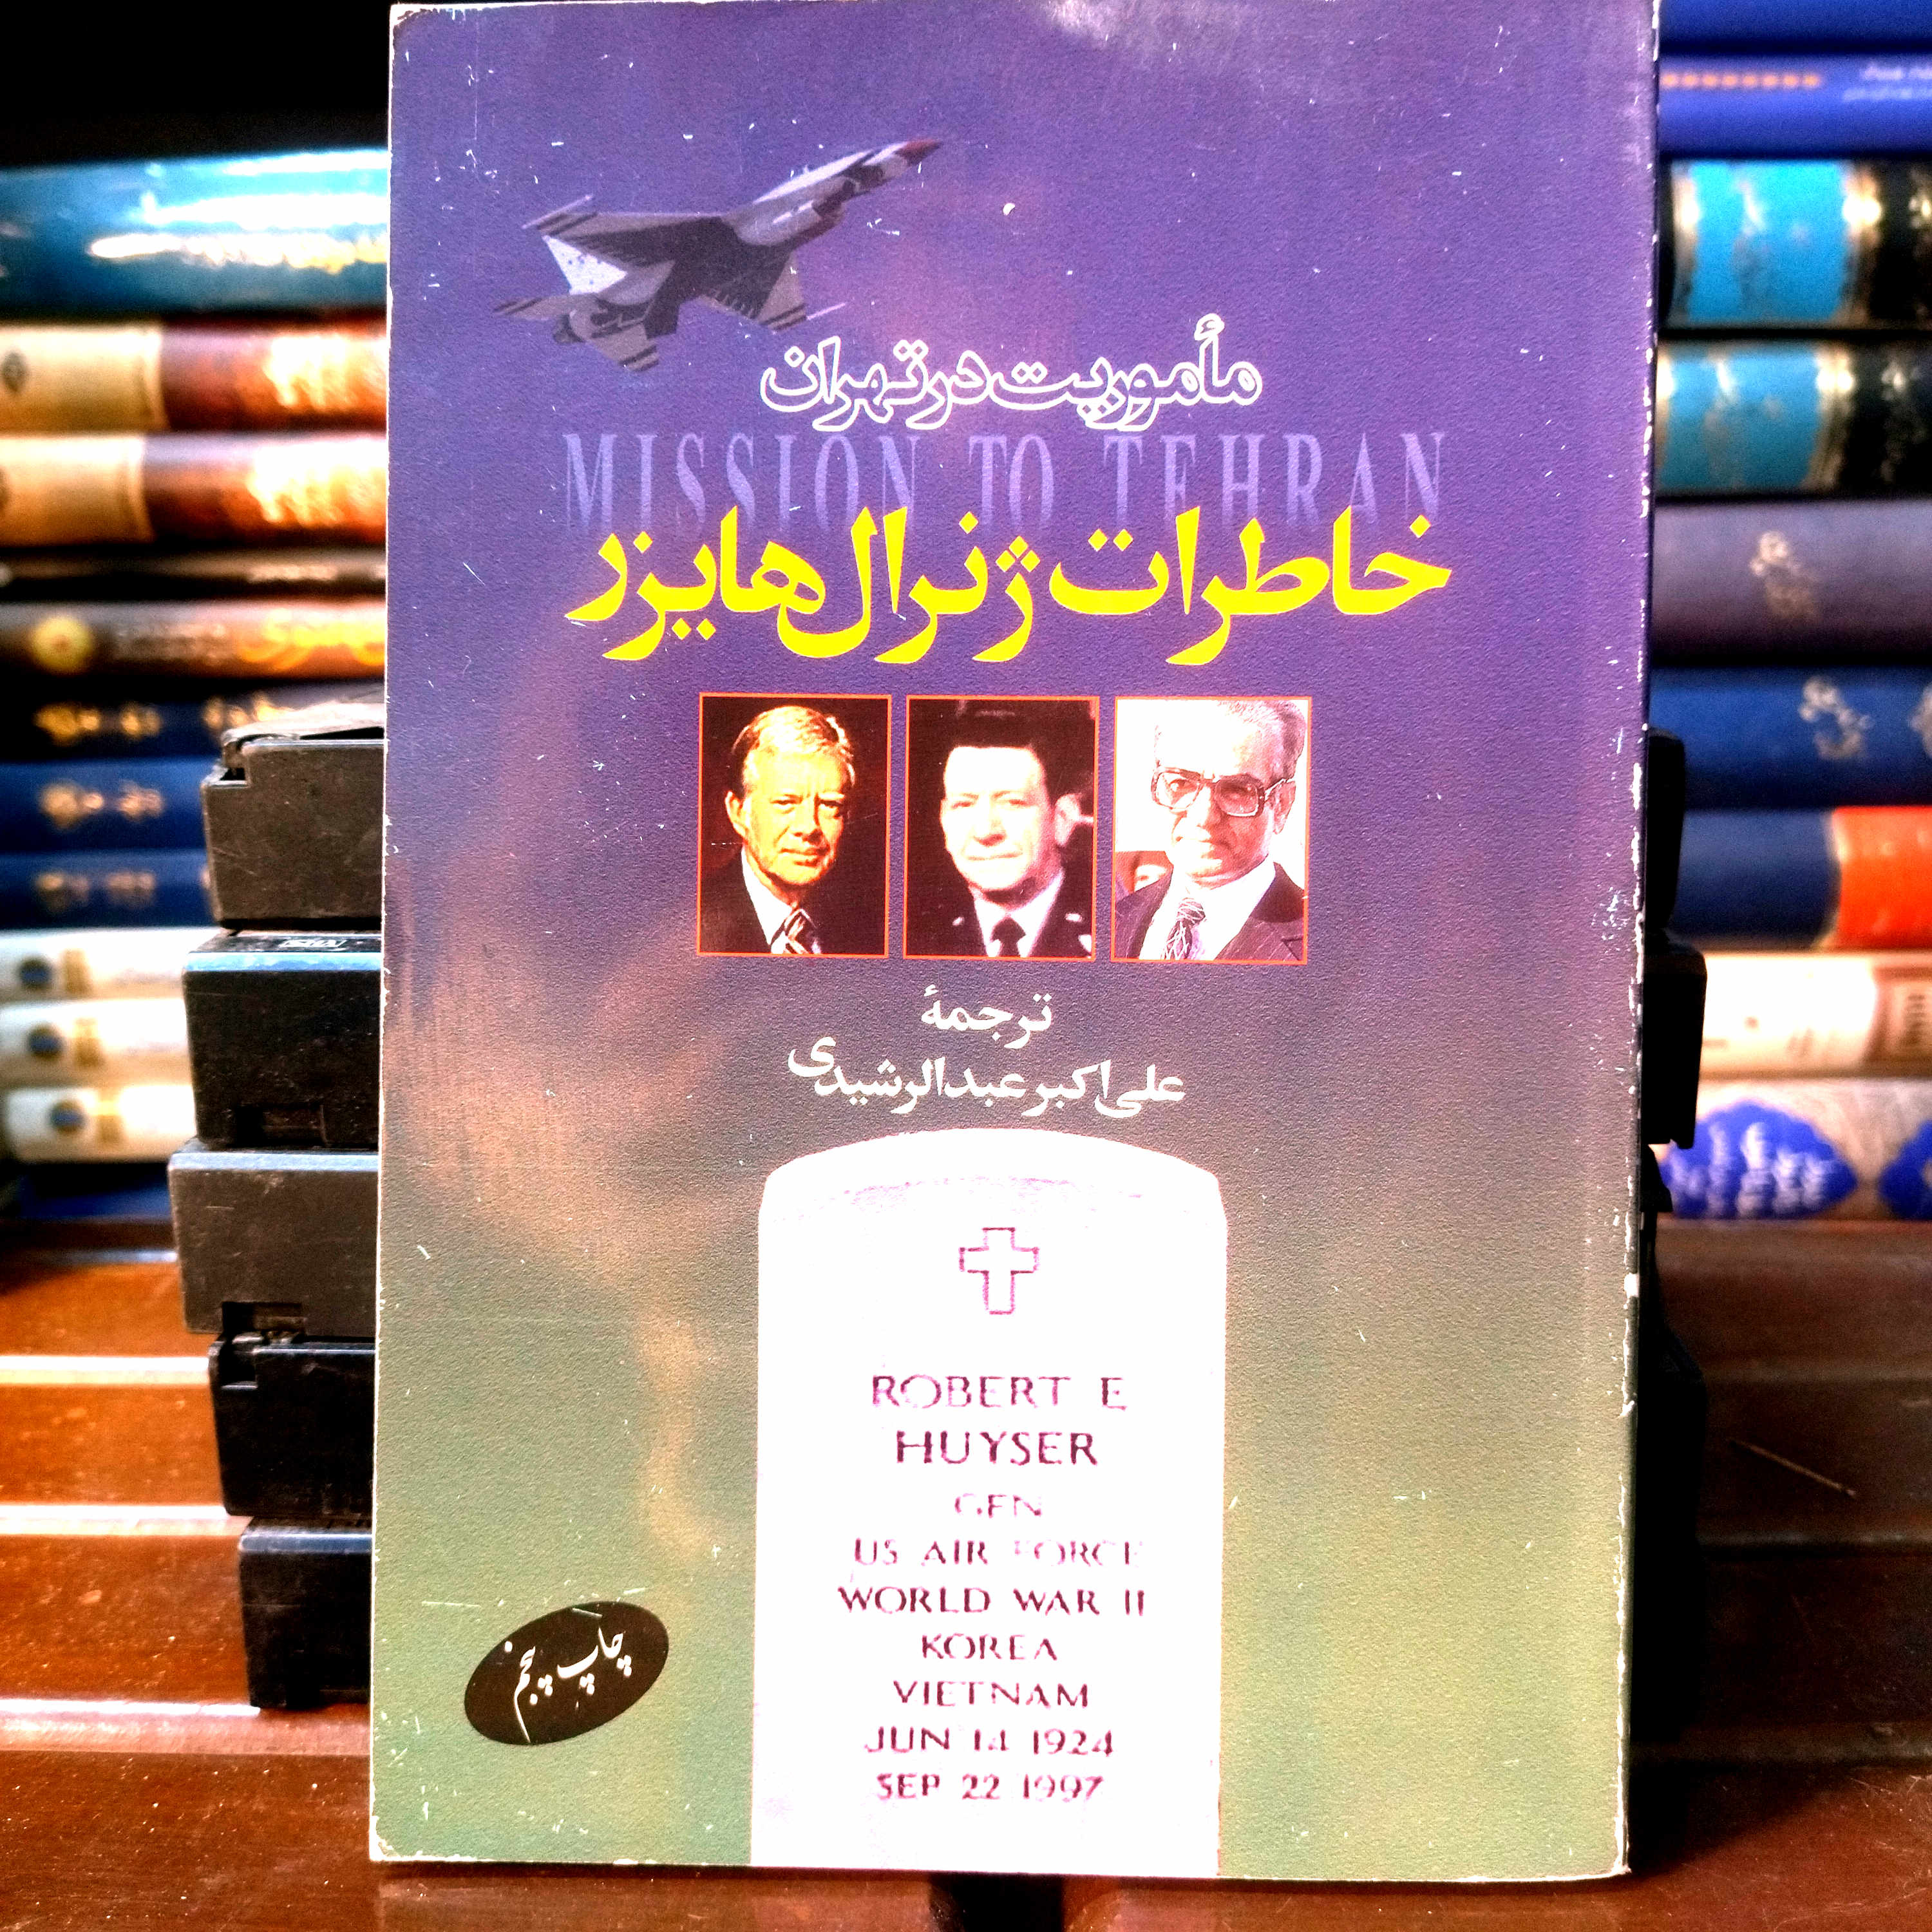 مأموریت در تهران
MISSION TO TEHRAN
خاطرات ژنرال هایزر
ترجمهٔ
علی اکبر عبدالرشیدی
ROBERT E
HUYSER
GEN
US AIR FORCE
WORLD WAR II
KOREA
VIETNAM
JUN 14 1924
SEP 22 1997
چاپ پنجم